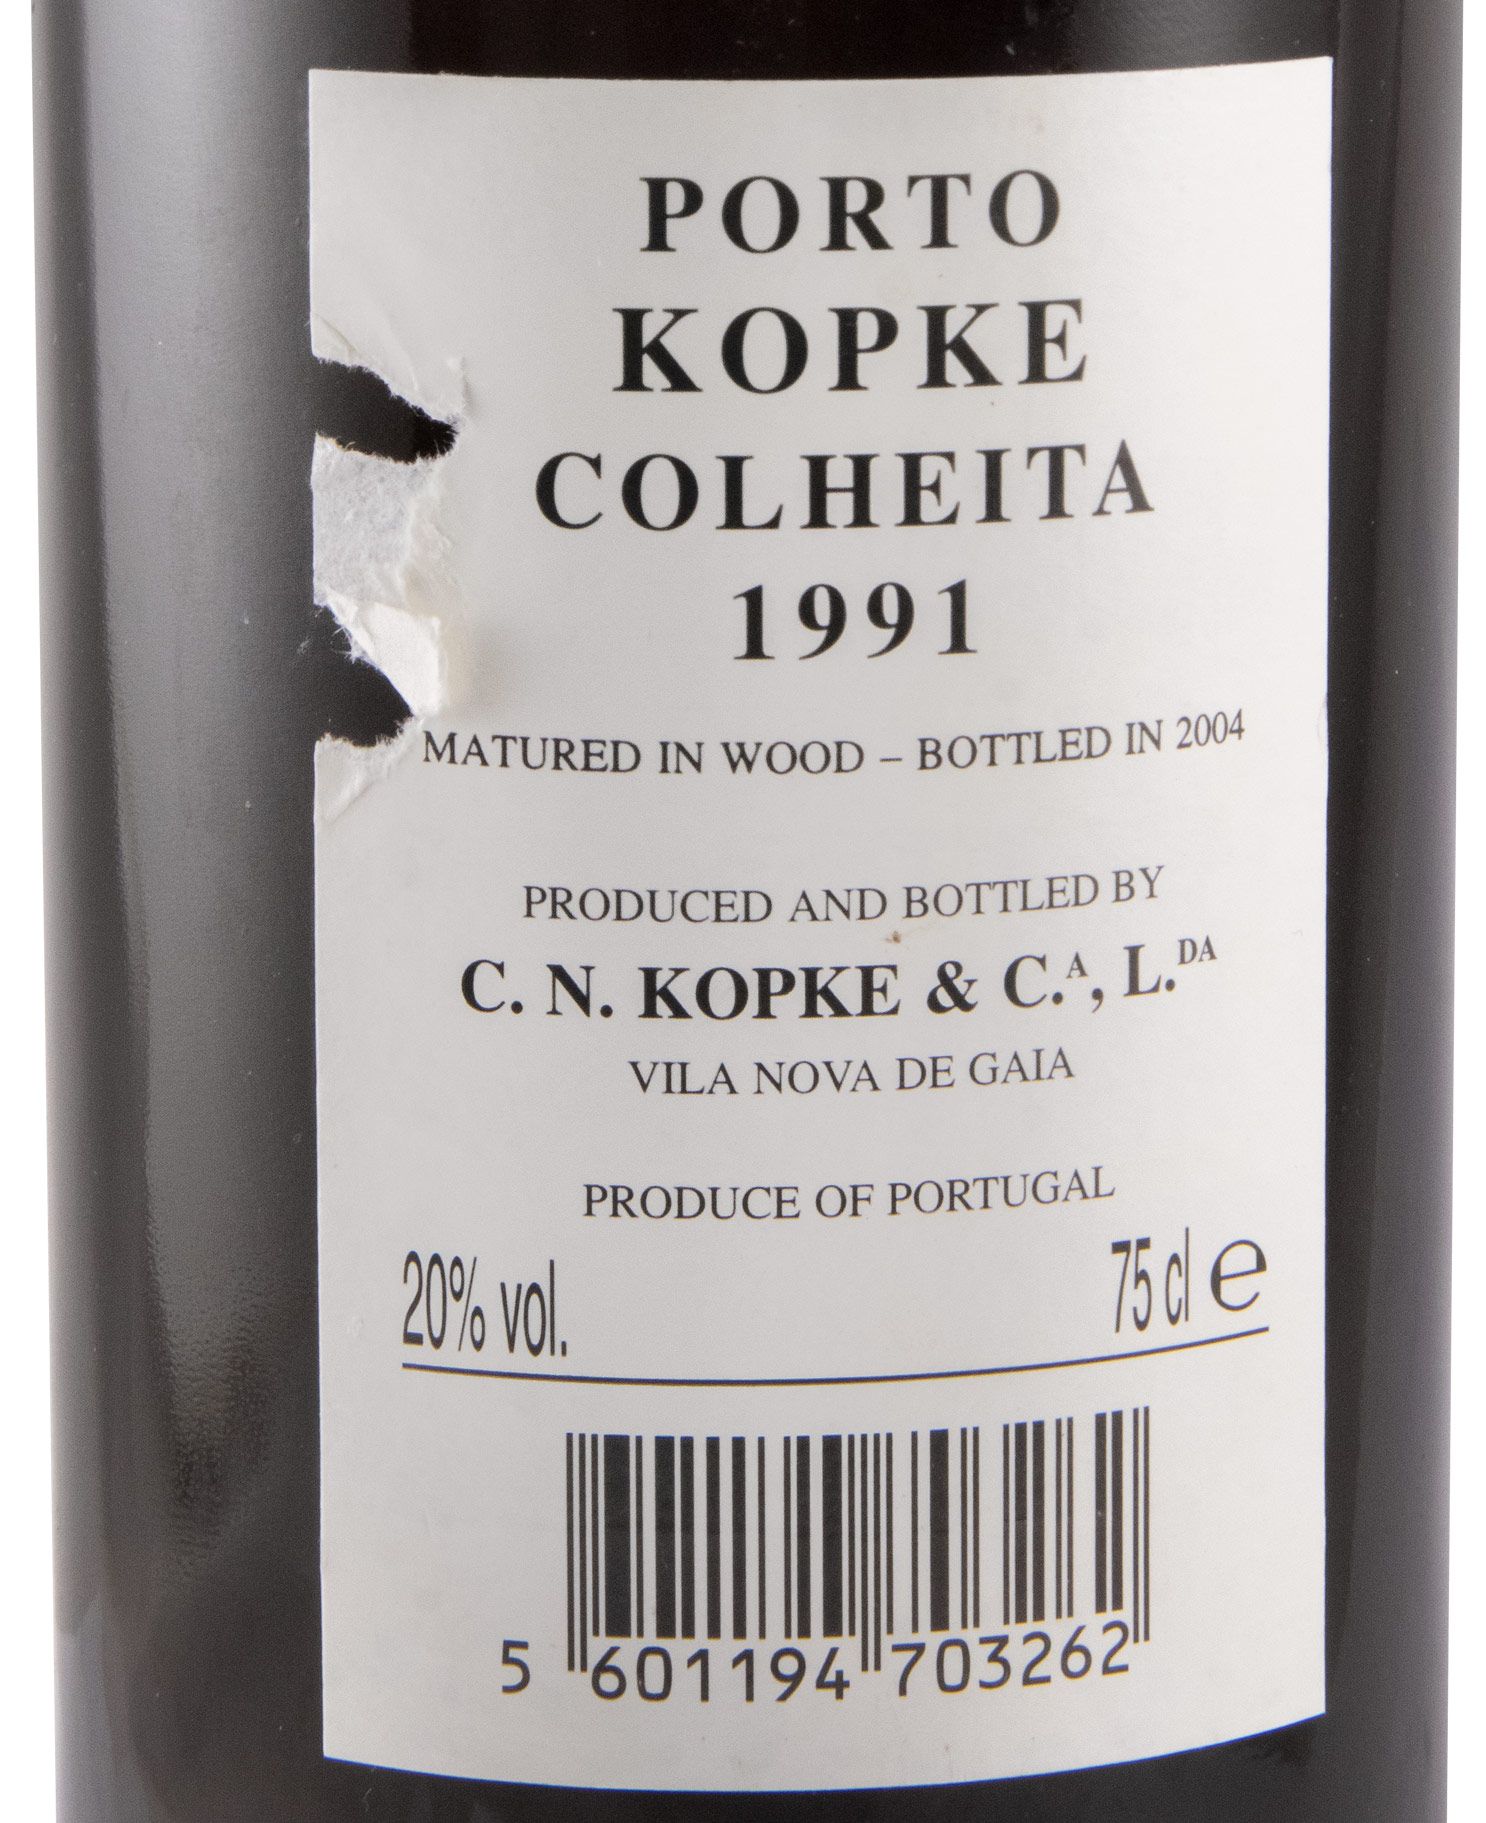 PORTO
KOPKE
COLHEITA
1991
MATURED IN WOOD – BOTTLED IN 2004
PRODUCED AND BOTTLED BY
C. N. KOPKE & C.ᴬ, L.ᴰᴬ
VILA NOVA DE GAIA
PRODUCE OF PORTUGAL
20% vol. 75 cl e
5 601194 703262